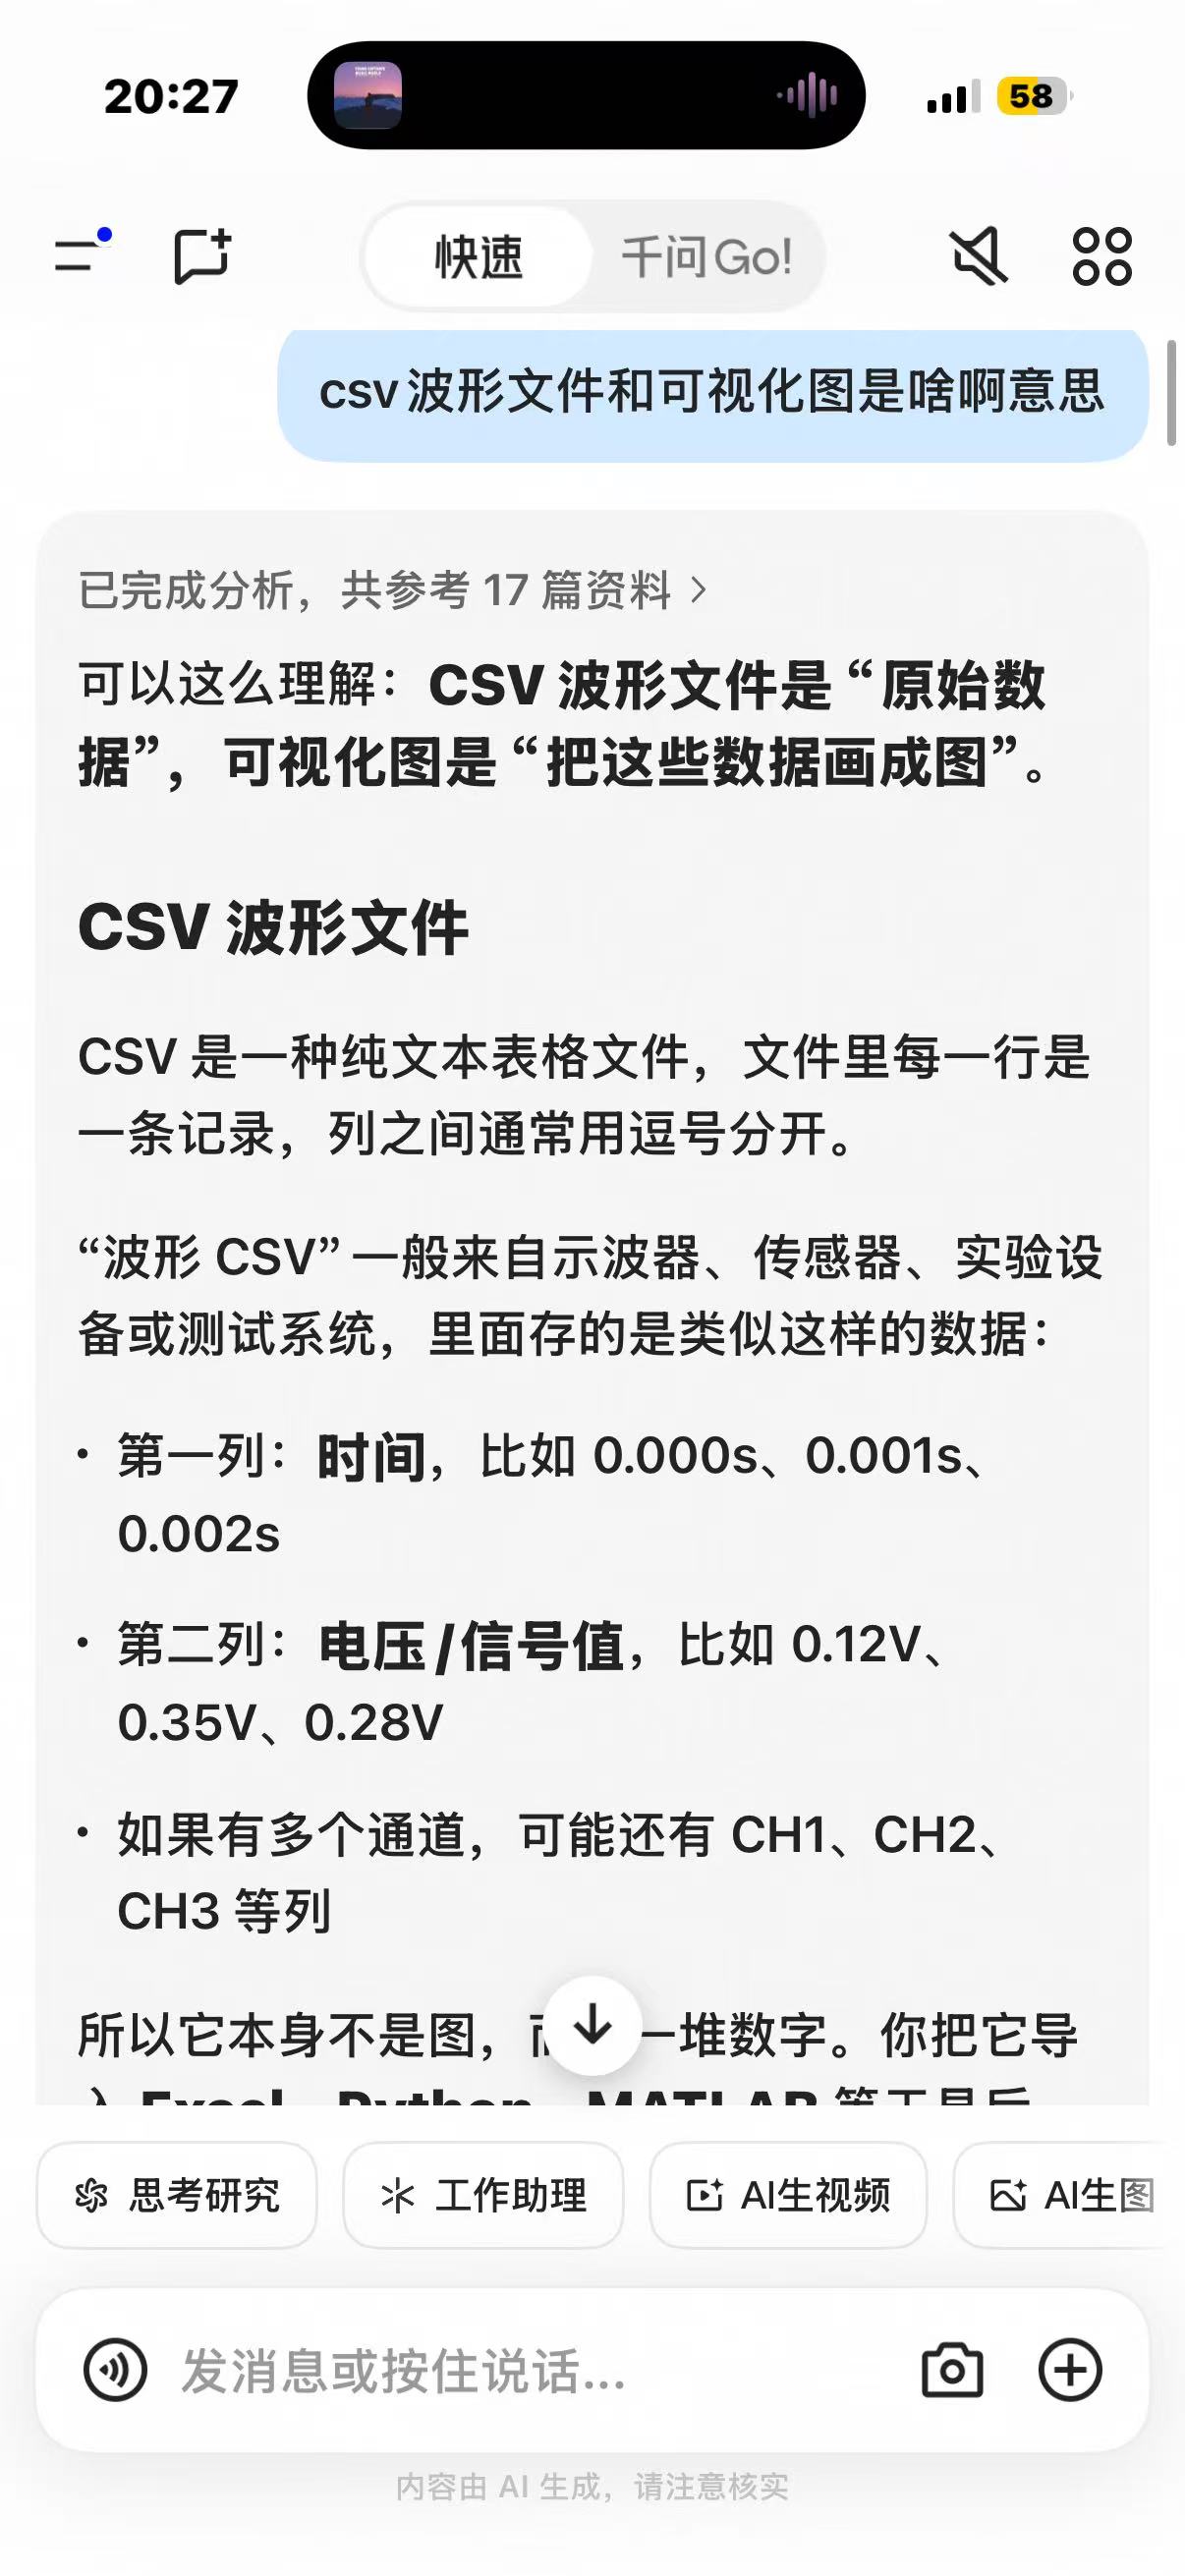 20:27
58
快速
千问Go!
csv波形文件和可视化图是啥啊意思
已完成分析，共参考 17 篇资料 >
可以这么理解：CSV 波形文件是“原始数
据”，可视化图是“把这些数据画成图”。
CSV 波形文件
CSV 是一种纯文本表格文件，文件里每一行是
一条记录，列之间通常用逗号分开。
“波形 CSV”一般来自示波器、传感器、实验设
备或测试系统，里面存的是类似这样的数据：
• 第一列：时间，比如 0.000s、0.001s、
0.002s
• 第二列：电压/信号值，比如 0.12V、
0.35V、0.28V
• 如果有多个通道，可能还有 CH1、CH2、
CH3 等列
所以它本身不是图，一堆数字。你把它导
入 Excel、Python、MATLAB 等工具后
思考研究
工作助理
AI生视频
AI生图
发消息或按住说话...
内容由 AI 生成，请注意核实